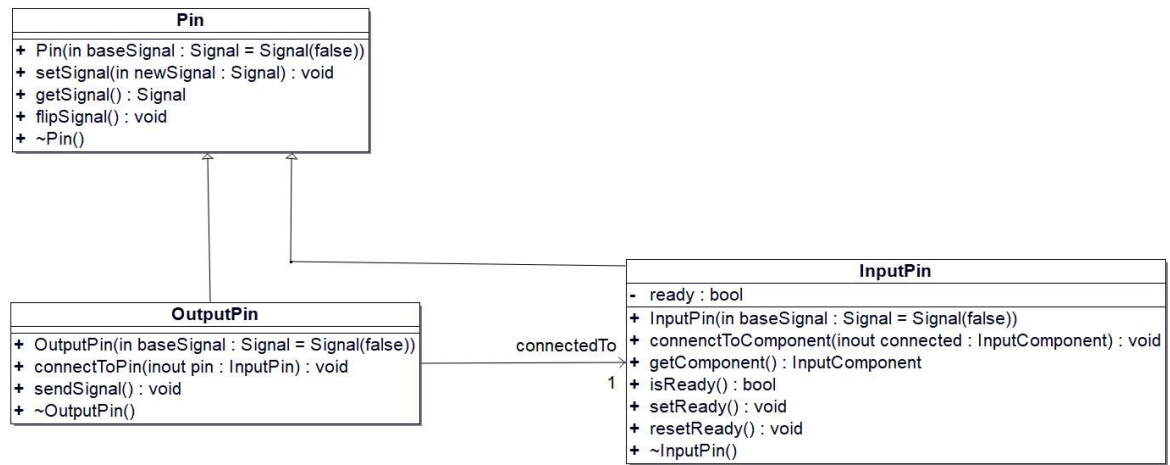 Pin
+ Pin(in baseSignal : Signal = Signal(false))
+ setSignal(in newSignal : Signal) : void
+ getSignal() : Signal
+ flipSignal() : void
+ ~Pin()
OutputPin
+ OutputPin(in baseSignal : Signal = Signal(false))
+ connectToPin(inout pin : InputPin) : void
+ sendSignal() : void
+ ~OutputPin()
connectedTo
1
InputPin
- ready : bool
+ InputPin(in baseSignal : Signal = Signal(false))
+ connenctToComponent(inout connected : InputComponent) : void
+ getComponent() : InputComponent
+ isReady() : bool
+ setReady() : void
+ resetReady() : void
+ ~InputPin()